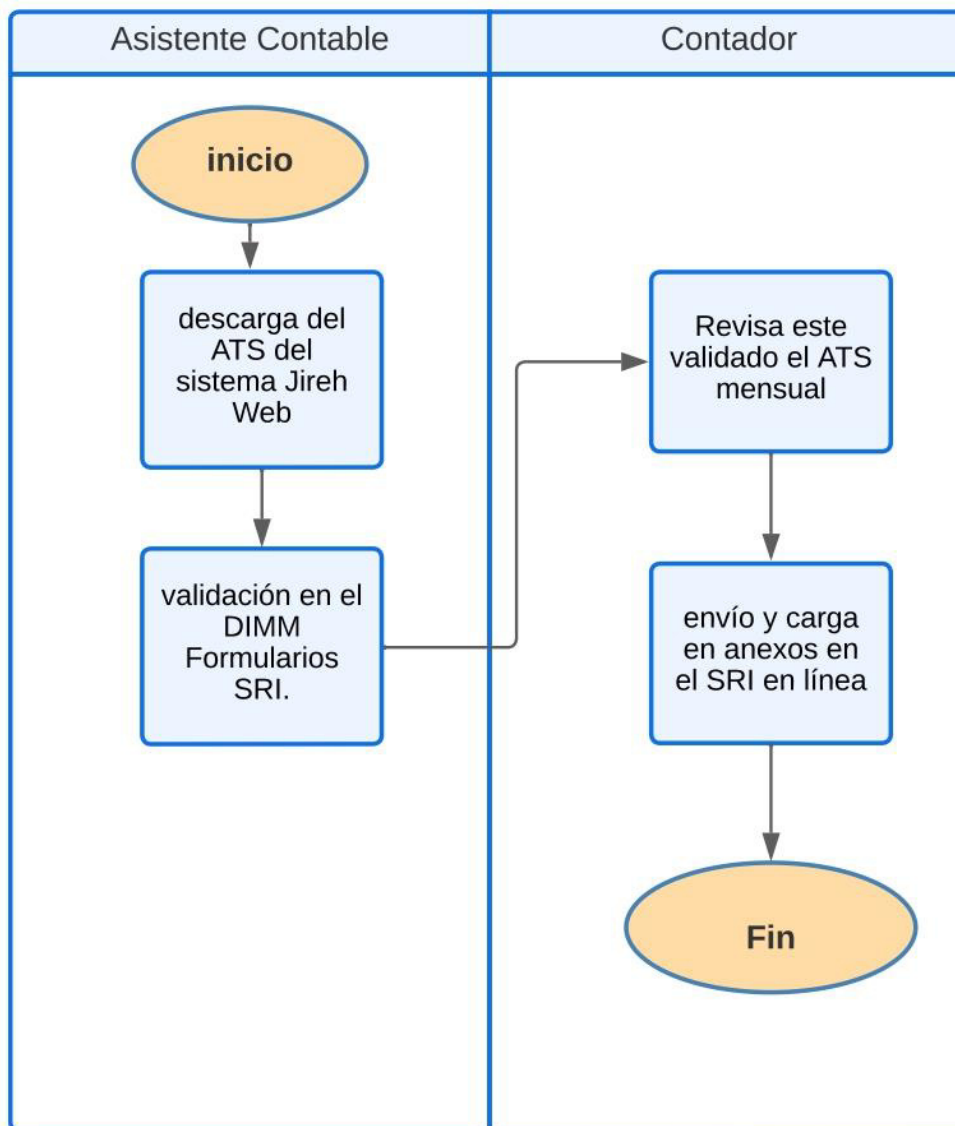 Asistente Contable
Contador
inicio
descarga del
ATS del
sistema Jireh
Web
validación en el
DIMM
Formularios
SRI.
Revisa este
validado el ATS
mensual
envío y carga
en anexos en
el SRI en línea
Fin